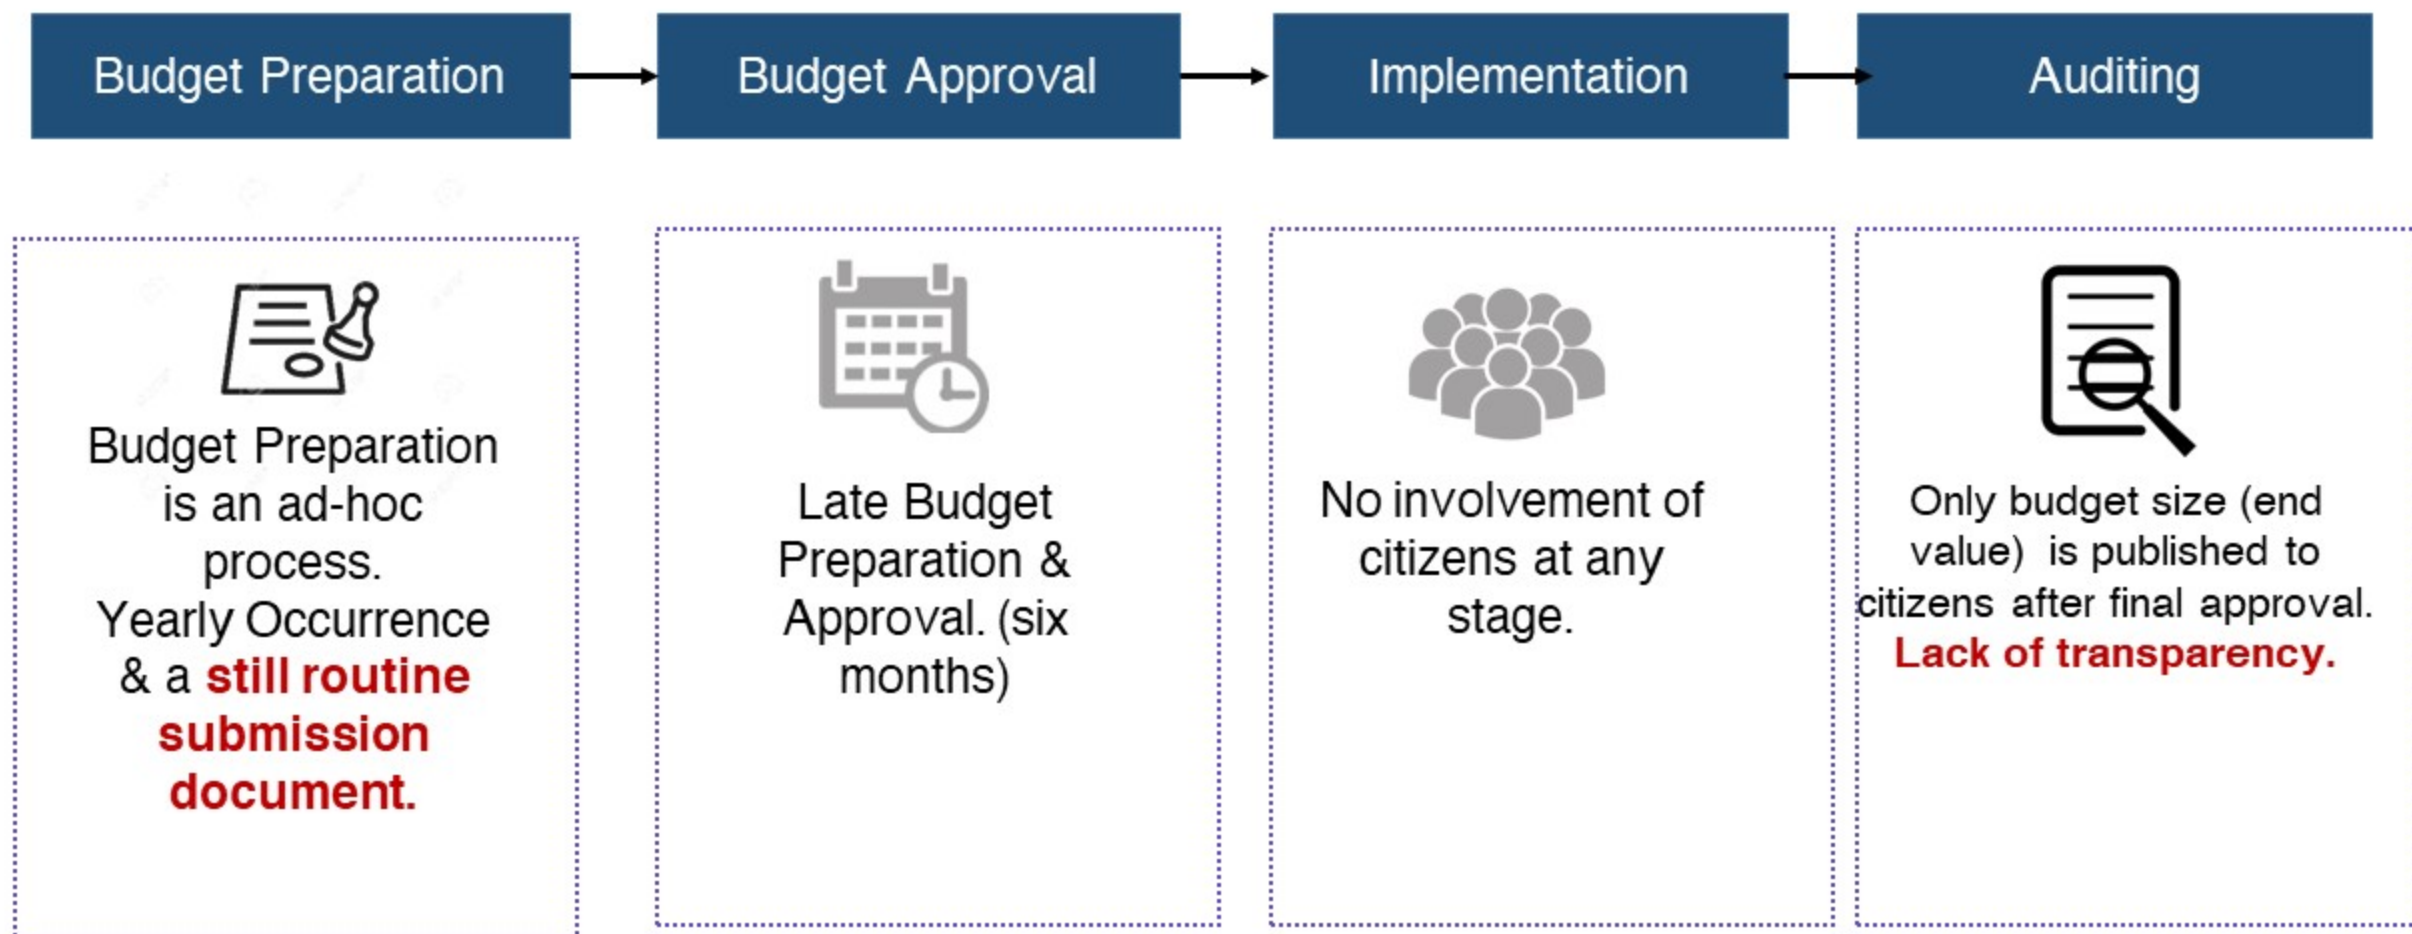 Budget Preparation
Budget Approval
Implementation
Auditing
Budget Preparation
is an ad-hoc
process.
Yearly Occurrence
& a still routine
submission
document.
Late Budget
Preparation &
Approval. (six
months)
No involvement of
citizens at any
stage.
Only budget size (end
value) is published to
citizens after final approval.
Lack of transparency.